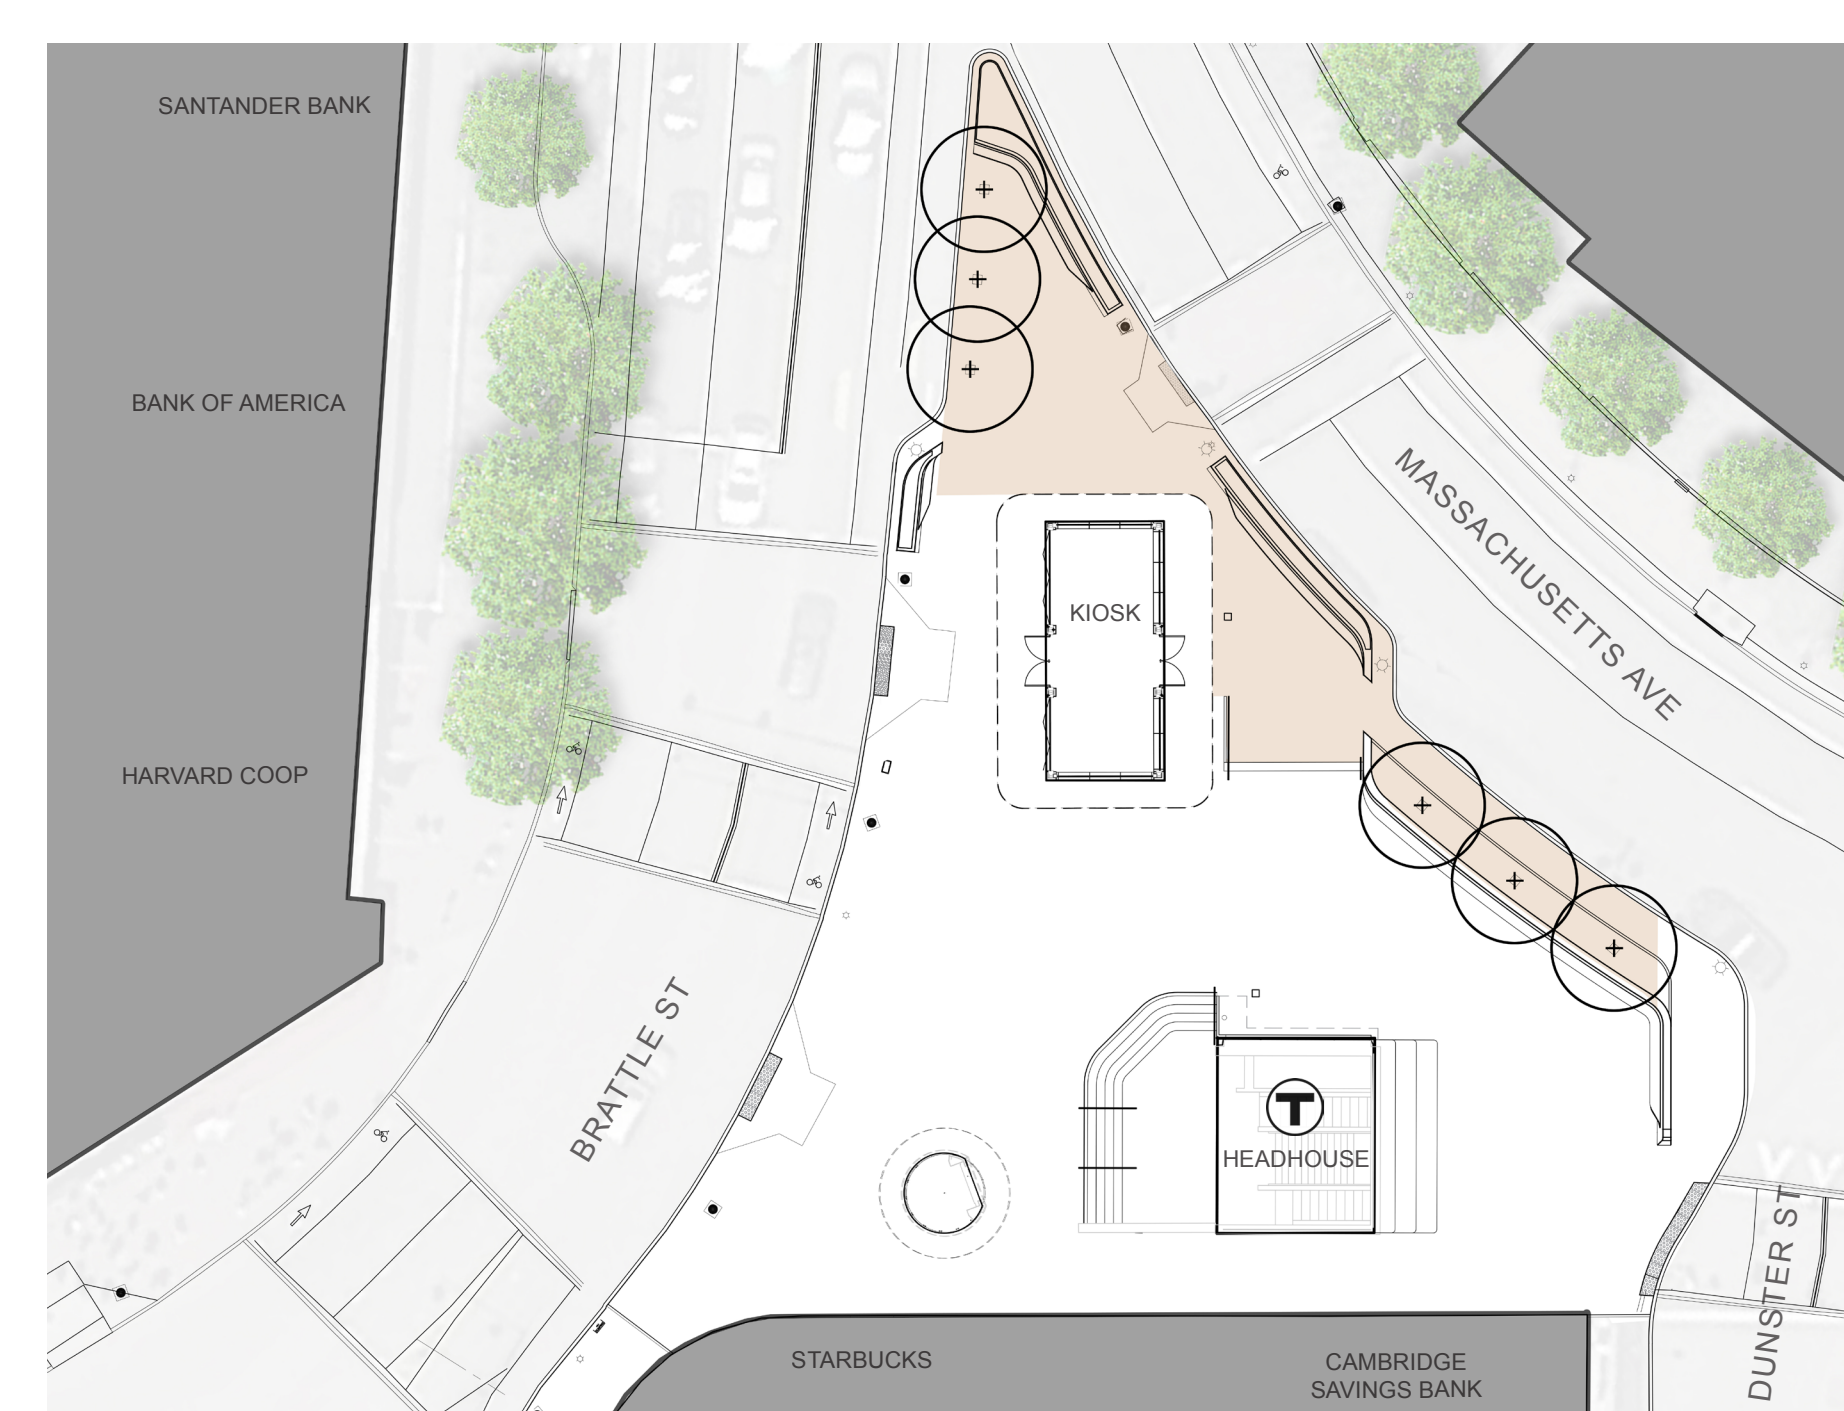 SANTANDER BANK
BANK OF AMERICA
KIOSK
MASSACHUSETTS AVE
HARVARD COOP
BRATTLE ST
T
HEADHOUSE
DUNSTER ST
STARBUCKS
CAMBRIDGE
SAVINGS BANK